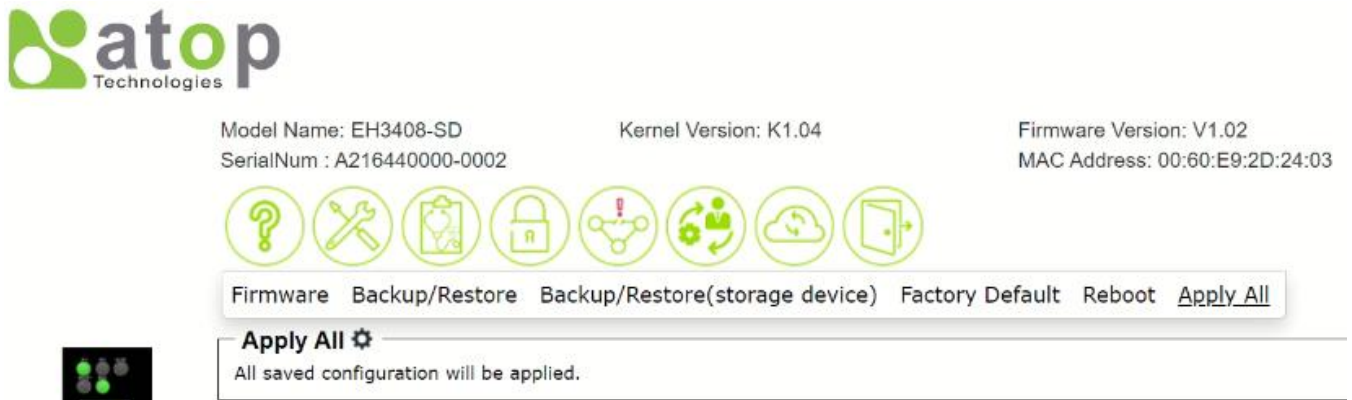 atop
Technologies
Model Name: EH3408-SD Kernel Version: K1.04 Firmware Version: V1.02
SerialNum : A216440000-0002 MAC Address: 00:60:E9:2D:24:03
Firmware Backup/Restore Backup/Restore(storage device) Factory Default Reboot Apply All
Apply All
All saved configuration will be applied.